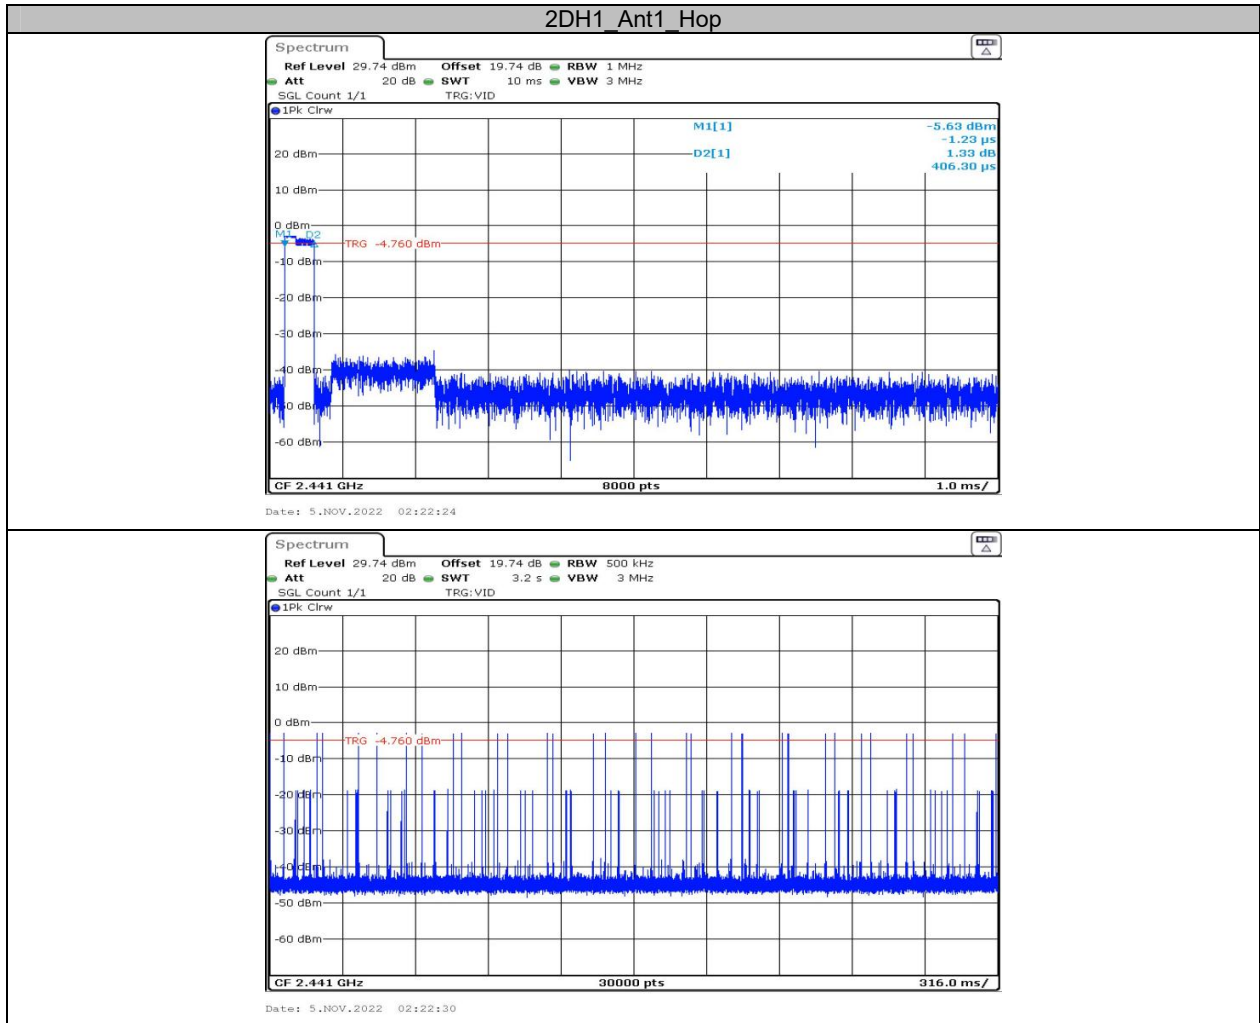 2DH1_Ant1_Hop
Spectrum
Ref Level 29.74 dBm Offset 19.74 dB RBW 1 MHz
Att 20 dB SWT 10 ms VBW 3 MHz
SGL Count 1/1 TRG:VID
1Pk Clrw
M1[1] -5.63 dBm
-1.23 µs
D2[1] 1.33 dB
406.30 µs
20 dBm
10 dBm
0 dBm
M1 D2
TRG -4.760 dBm
-10 dBm
-20 dBm
-30 dBm
-40 dBm
-50 dBm
-60 dBm
CF 2.441 GHz 8000 pts 1.0 ms/
Date: 5.NOV.2022 02:22:24
Spectrum
Ref Level 29.74 dBm Offset 19.74 dB RBW 500 kHz
Att 20 dB SWT 3.2 s VBW 3 MHz
SGL Count 1/1 TRG:VID
1Pk Clrw
20 dBm
10 dBm
0 dBm
TRG -4.760 dBm
-10 dBm
-20 dBm
-30 dBm
-40 dBm
-50 dBm
-60 dBm
CF 2.441 GHz 30000 pts 316.0 ms/
Date: 5.NOV.2022 02:22:30